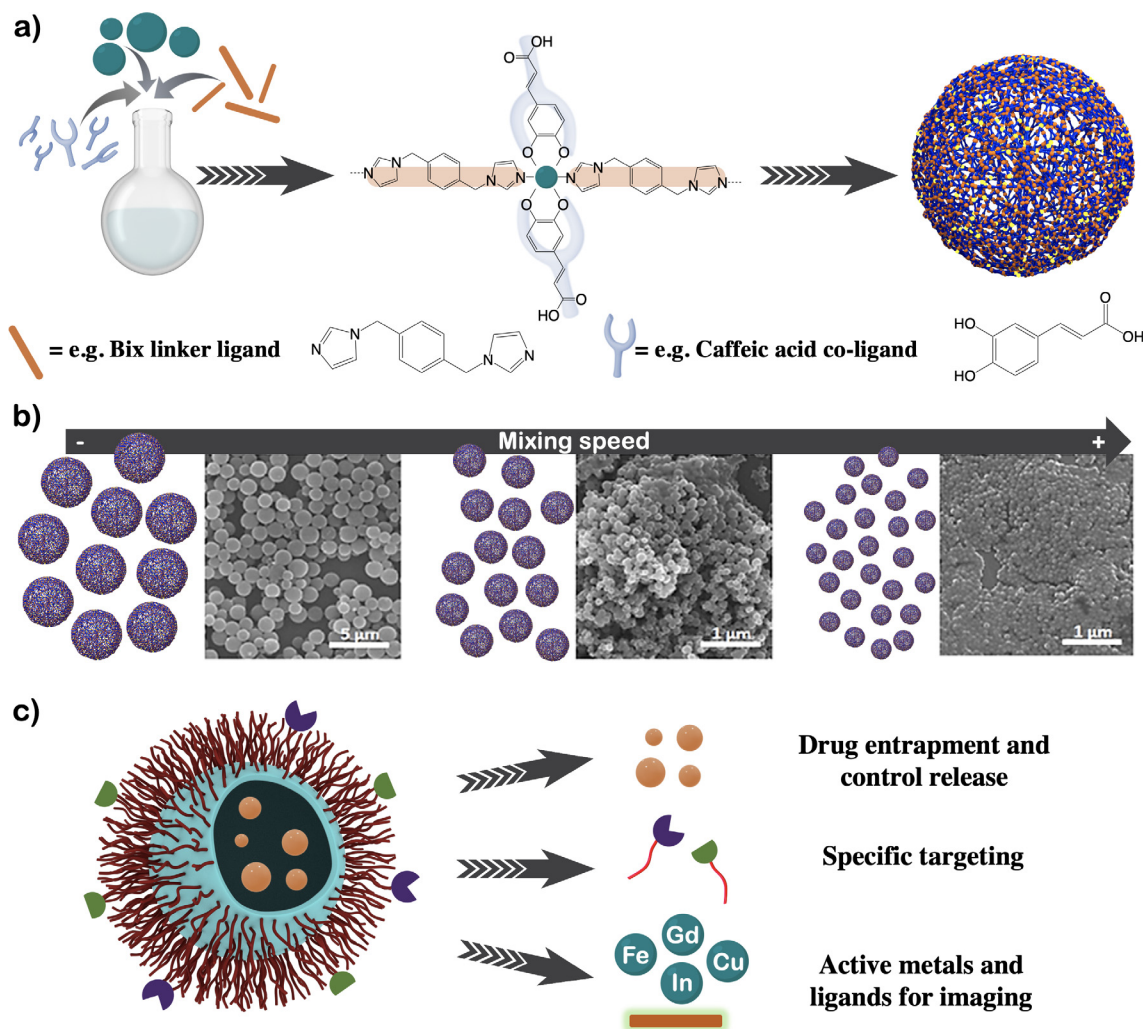 a)
OH
O
O
O
N
N
N
N
N
N
N
N
O
O
HO
O
= e.g. Bix linker ligand
N
N
N
N
= e.g. Caffeic acid co-ligand
O
HO
OH
HO
b)
- Mixing speed +
5 µm
1 µm
1 µm
c)
Drug entrapment and
control release
Specific targeting
Gd
Fe
Cu
In
Active metals and
ligands for imaging